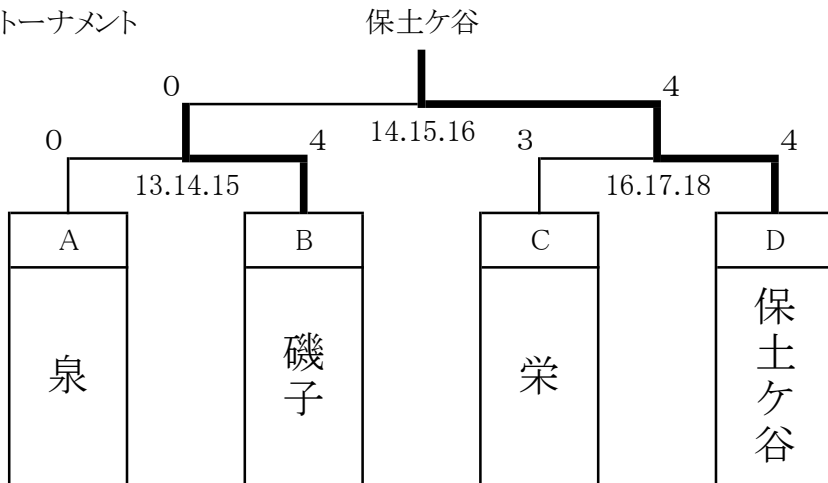 トーナメント
保土ケ谷
0
4
0
4
14.15.16
3
4
13.14.15
16.17.18
A
B
C
D
泉
磯子
栄
保土ケ谷